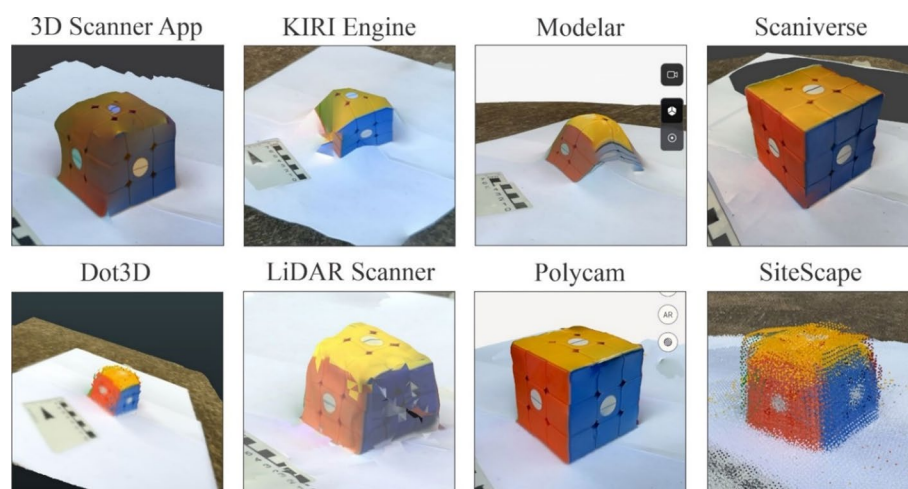 3D Scanner App
KIRI Engine
Modelar
Scaniverse
Dot3D
LiDAR Scanner
Polycam
SiteScape
AR